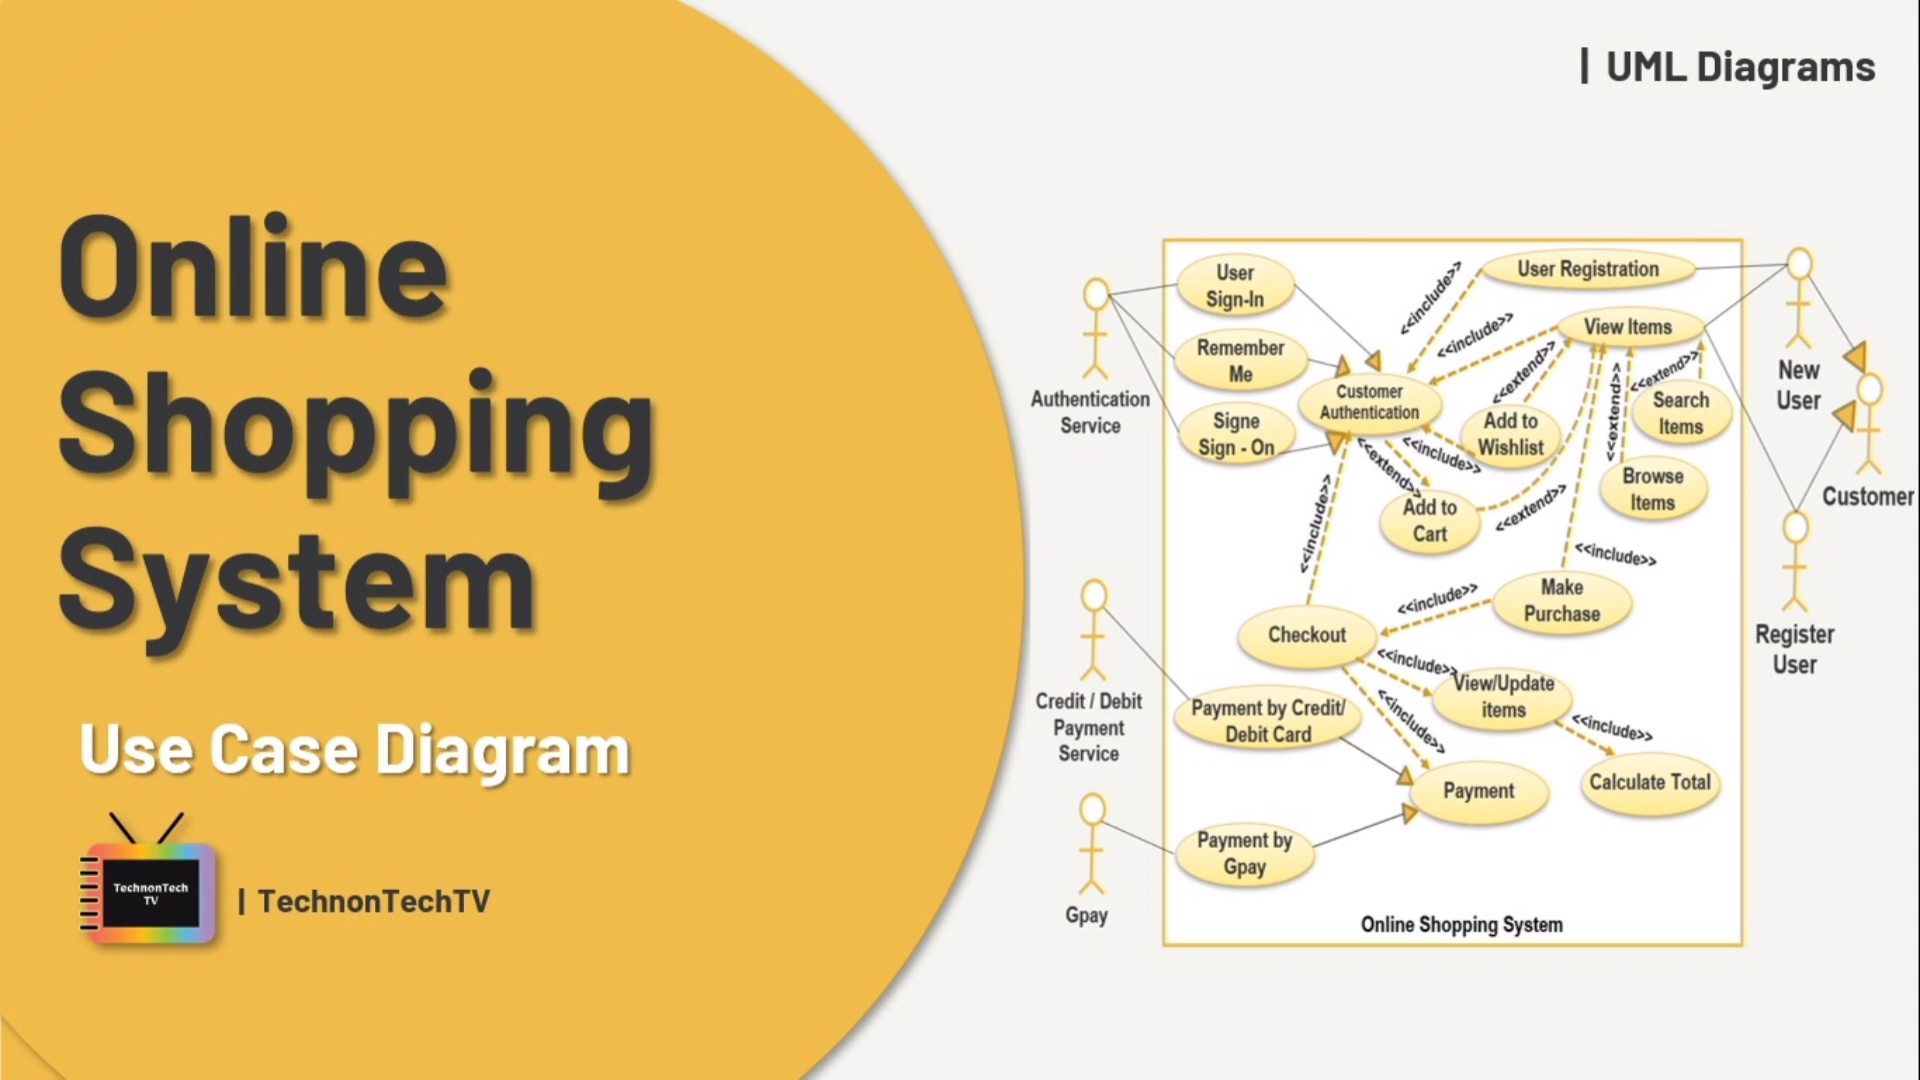 | UML Diagrams
Online
Shopping
System
Use Case Diagram
TechnonTech
TV
| TechnonTechTV
Authentication
Service
Credit / Debit
Payment
Service
Gpay
User
Sign-In
Remember
Me
Signe
Sign - On
Customer
Authentication
User Registration
View Items
<<include>>
<<include>>
<<extend>>
<<extend>>
<<extend>>
Search
Items
Add to
Wishlist
<<include>>
<<extend>>
Browse
Items
Add to
Cart
<<extend>>
<<include>>
<<include>>
Make
Purchase
<<include>>
Checkout
<<include>>
View/Update
items
<<include>>
<<include>>
Payment by Credit/
Debit Card
Calculate Total
Payment
Payment by
Gpay
Online Shopping System
New
User
Customer
Register
User